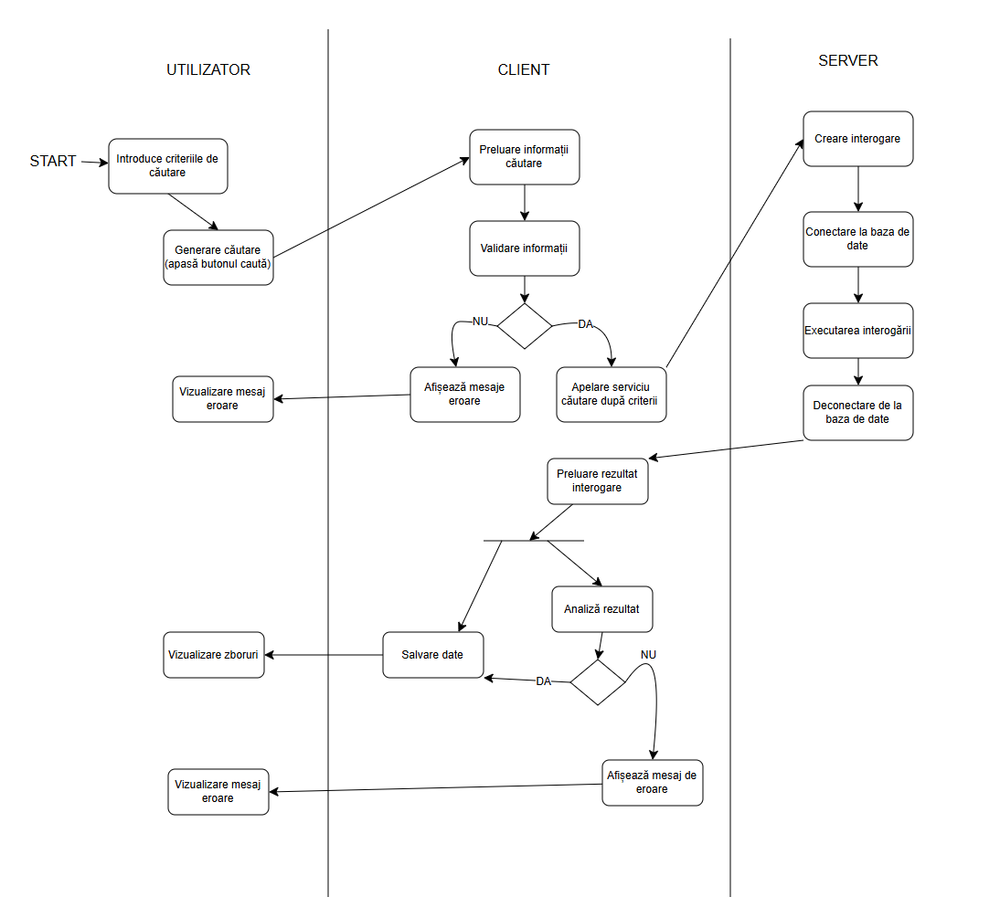 UTILIZATOR
CLIENT
SERVER
START
Introduce criteriile de
căutare
Generare căutare
(apasă butonul caută)
Preluare informații
căutare
Validare informații
NU
DA
Afișează mesaje
eroare
Apelare serviciu
căutare după criterii
Vizualizare mesaj
eroare
Creare interogare
Conectare la baza de
date
Executarea interogării
Deconectare de la
baza de date
Preluare rezultat
interogare
Analiză rezultat
Salvare date
Vizualizare zboruri
DA
NU
Afișează mesaj de
eroare
Vizualizare mesaj
eroare